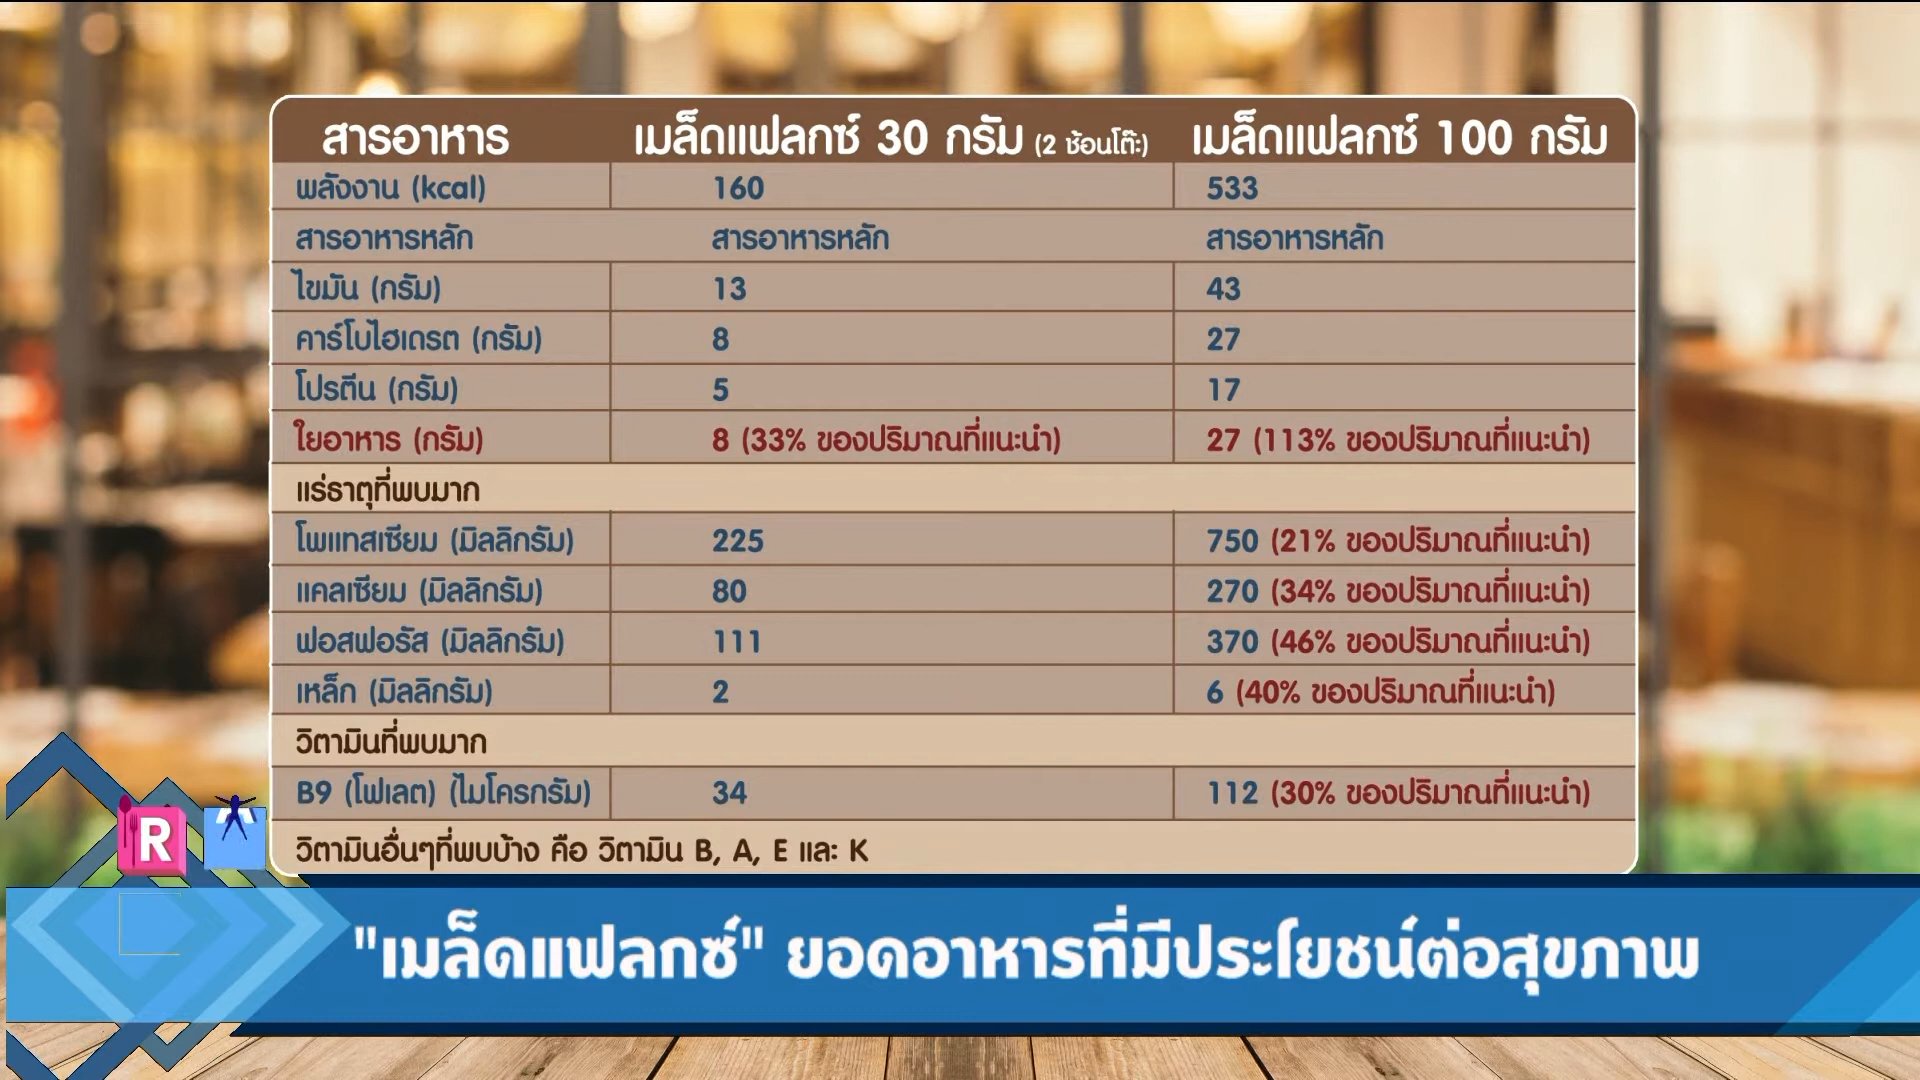 สารอาหาร เมล็ดแฟลกซ์ 30 กรัม (2 ช้อนโต๊ะ) เมล็ดแฟลกซ์ 100 กรัม
พลังงาน (kcal) 160 533
สารอาหารหลัก สารอาหารหลัก สารอาหารหลัก
ไขมัน (กรัม) 13 43
คาร์โบไฮเดรต (กรัม) 8 27
โปรตีน (กรัม) 5 17
ใยอาหาร (กรัม) 8 (33% ของปริมาณที่แนะนำ) 27 (113% ของปริมาณที่แนะนำ)
แร่ธาตุที่พบมาก
โพแทสเซียม (มิลลิกรัม) 225 750 (21% ของปริมาณที่แนะนำ)
แคลเซียม (มิลลิกรัม) 80 270 (34% ของปริมาณที่แนะนำ)
ฟอสฟอรัส (มิลลิกรัม) 111 370 (46% ของปริมาณที่แนะนำ)
เหล็ก (มิลลิกรัม) 2 6 (40% ของปริมาณที่แนะนำ)
วิตามินที่พบมาก
B9 (โฟเลต) (ไมโครกรัม) 34 112 (30% ของปริมาณที่แนะนำ)
วิตามินอื่นๆที่พบบ้าง คือ วิตามิน B, A, E และ K
R
"เมล็ดแฟลกซ์" ยอดอาหารที่มีประโยชน์ต่อสุขภาพ